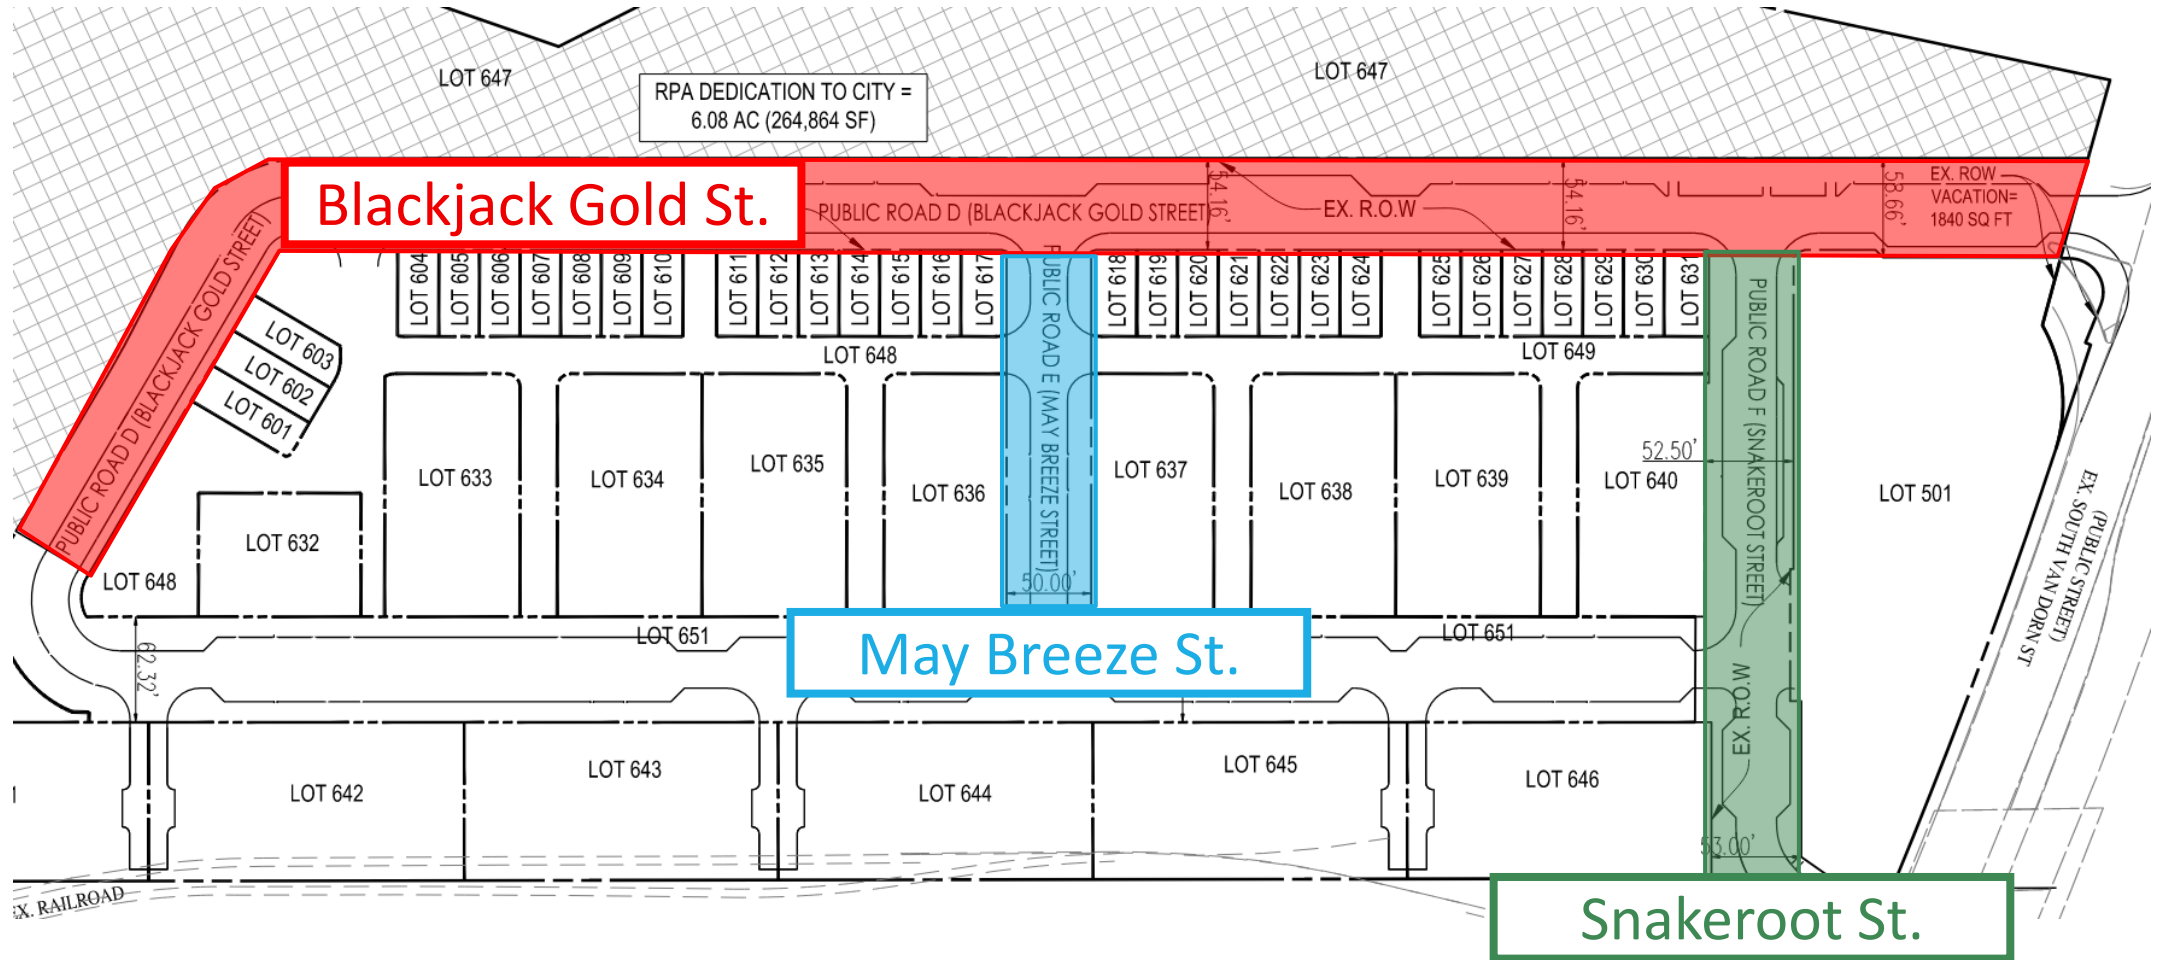 LOT 647
LOT 647
RPA DEDICATION TO CITY =
6.08 AC (264,864 SF)
Blackjack Gold St.
PUBLIC ROAD D (BLACKJACK GOLD STREET)
54.16'
EX. R.O.W
54.16'
58.66'
EX. ROW
VACATION=
1840 SQ FT
PUBLIC ROAD D (BLACKJACK GOLD STREET)
LOT 603
LOT 602
LOT 601
LOT 604
LOT 605
LOT 606
LOT 607
LOT 608
LOT 609
LOT 610
LOT 611
LOT 612
LOT 613
LOT 614
LOT 615
LOT 616
LOT 617
PUBLIC ROAD E (MAY BREEZE STREET)
LOT 618
LOT 619
LOT 620
LOT 621
LOT 622
LOT 623
LOT 624
LOT 625
LOT 626
LOT 627
LOT 628
LOT 629
LOT 630
LOT 631
PUBLIC ROAD F (SNAKEROOT STREET)
LOT 648
LOT 649
LOT 632
LOT 633
LOT 634
LOT 635
LOT 636
LOT 637
LOT 638
LOT 639
LOT 640
52.50'
LOT 501
(PUBLIC STREET)
EX. SOUTH VAN DORN ST
LOT 648
50.00'
LOT 651
May Breeze St.
LOT 651
62.32'
EX. R.O.W
LOT 642
LOT 643
LOT 644
LOT 645
LOT 646
53.00'
EX. RAILROAD
Snakeroot St.